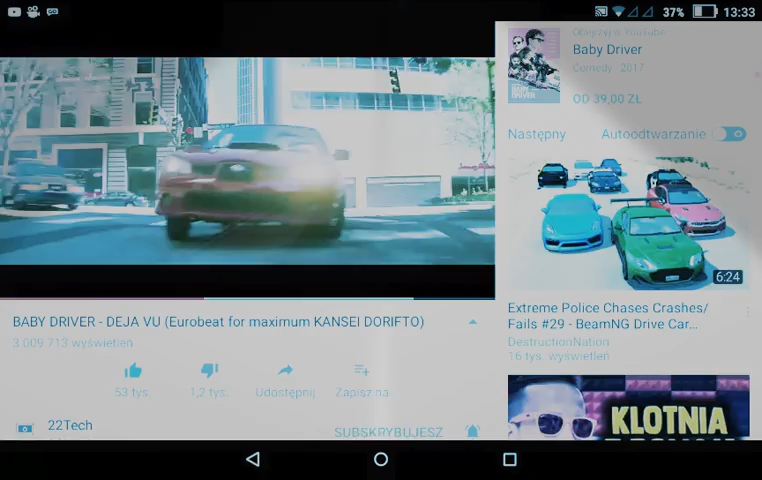 37% 13:33
Obejrzyj w YouTube
Baby Driver
Comedy · 2017
OD 39,00 ZŁ
Następny Autoodtwarzanie
6:24
BABY DRIVER - DEJA VU (Eurobeat for maximum KANSEI DORIFTO)
3 009 713 wyświetleń
53 tys. 1,2 tys. Udostępnij Zapisz na
22Tech
SUBSKRYBUJESZ
Extreme Police Chases Crashes/
Fails #29 - BeamNG Drive Car...
DestructionNation
16 tys. wyświetleń
KŁOTNIA